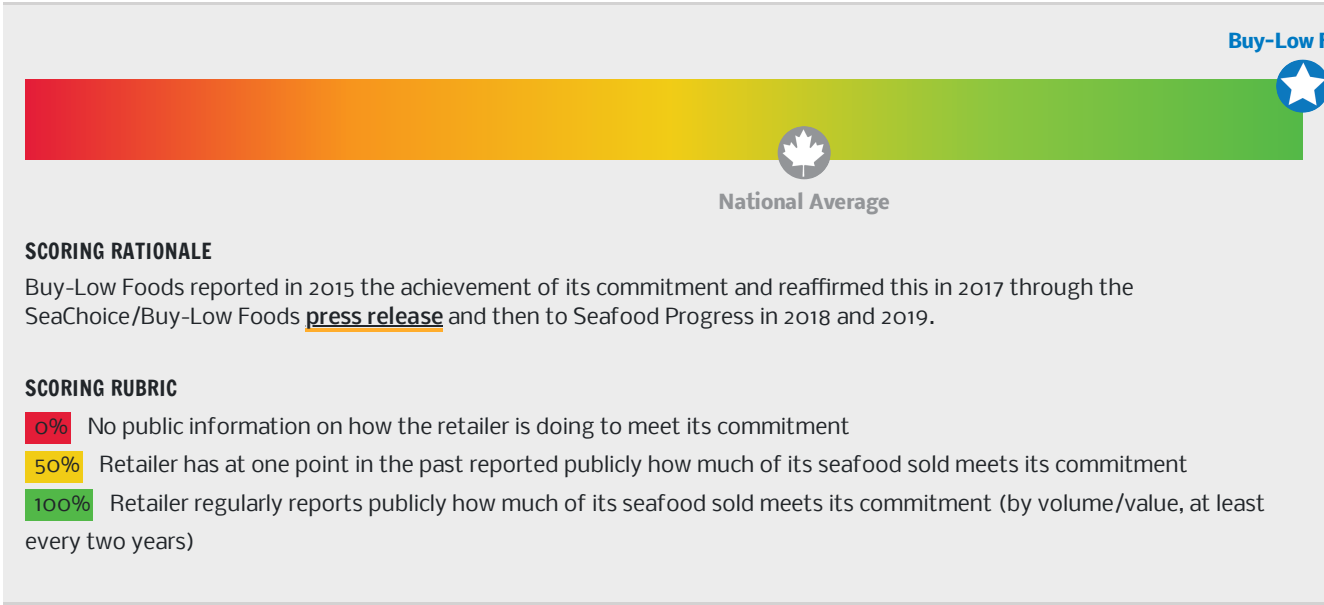 Buy-Low F
National Average
SCORING RATIONALE
Buy-Low Foods reported in 2015 the achievement of its commitment and reaffirmed this in 2017 through the
SeaChoice/Buy-Low Foods press release and then to Seafood Progress in 2018 and 2019.
SCORING RUBRIC
0% No public information on how the retailer is doing to meet its commitment
50% Retailer has at one point in the past reported publicly how much of its seafood sold meets its commitment
100% Retailer regularly reports publicly how much of its seafood sold meets its commitment (by volume/value, at least
every two years)